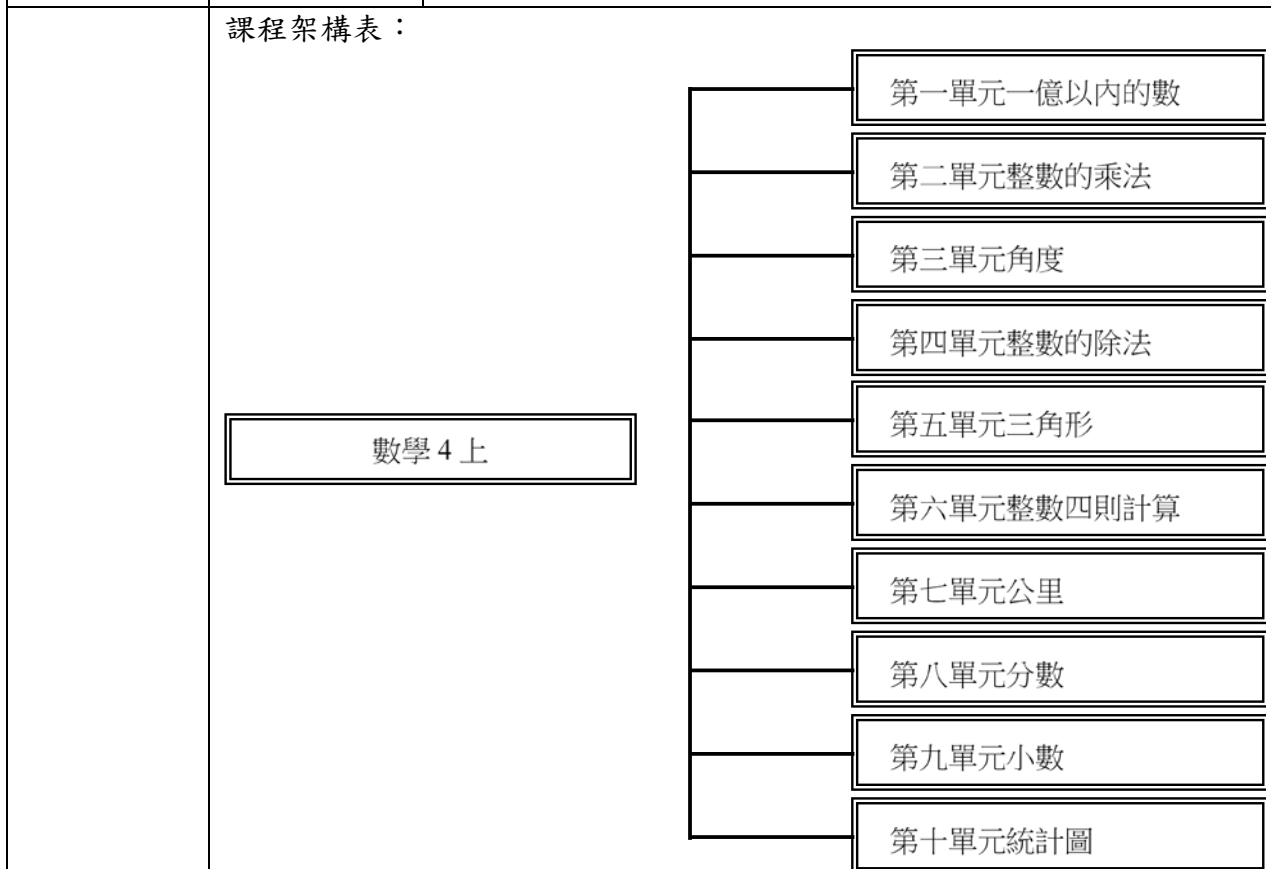 課程架構表：
數學4上
第一單元一億以內的數
第二單元整數的乘法
第三單元角度
第四單元整數的除法
第五單元三角形
第六單元整數四則計算
第七單元公里
第八單元分數
第九單元小數
第十單元統計圖